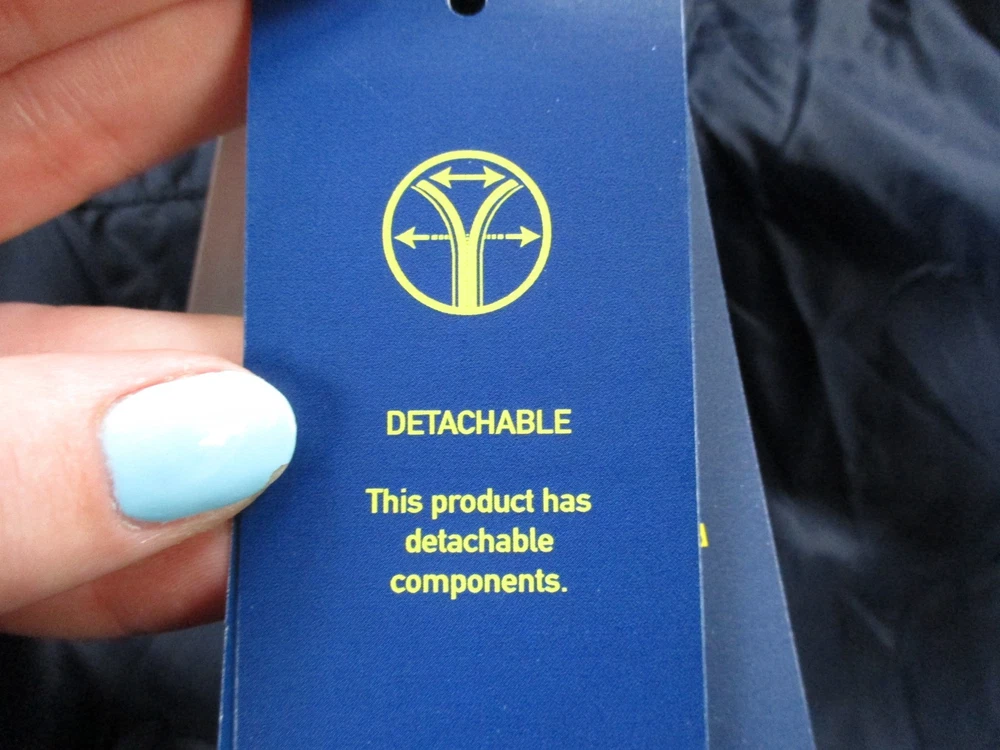 DETACHABLE
This product has
detachable
components.